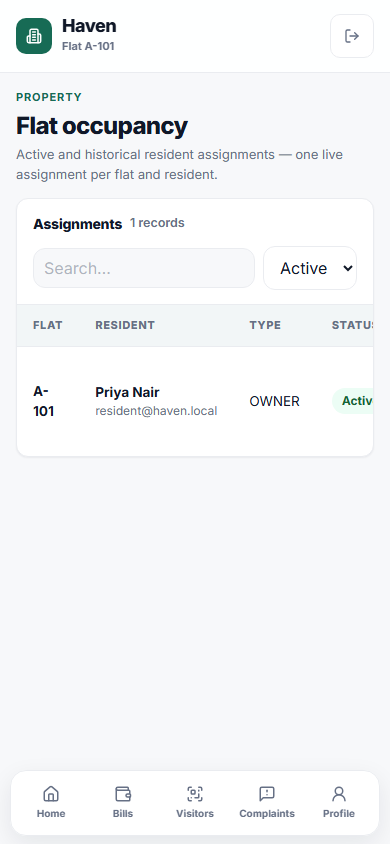 Haven
Flat A-101
PROPERTY
Flat occupancy
Active and historical resident assignments — one live
assignment per flat and resident.
Assignments 1 records
Search... Active
FLAT RESIDENT TYPE STATUS
A-
101
Priya Nair
resident@haven.local
OWNER
Activ
Home Bills Visitors Complaints Profile